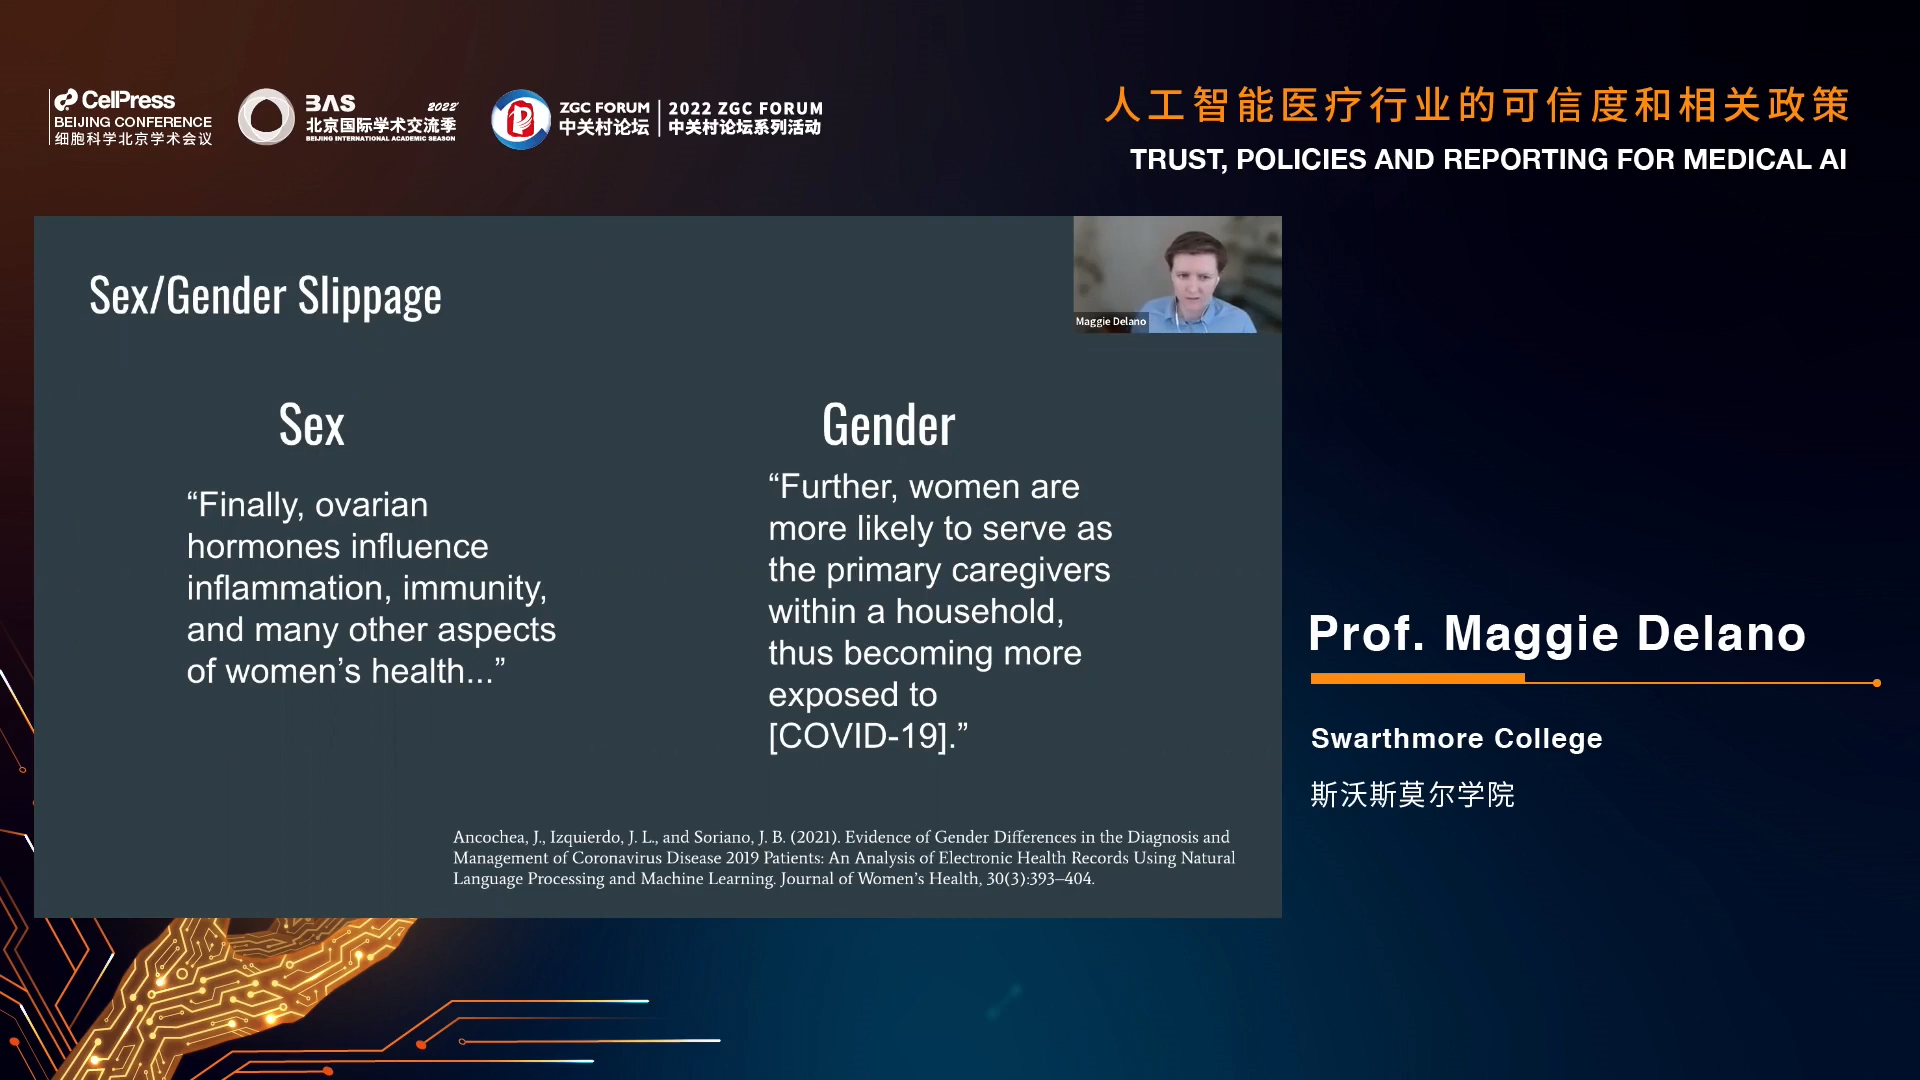 CellPress
BEIJING CONFERENCE
细胞科学北京学术会议
BAS 2022
北京国际学术交流季
BEIJING INTERNATIONAL ACADEMIC SEASON
ZGC FORUM
中关村论坛
2022 ZGC FORUM
中关村论坛系列活动
人工智能医疗行业的可信度和相关政策
TRUST, POLICIES AND REPORTING FOR MEDICAL AI
Sex/Gender Slippage
Maggie Delano
Sex
“Finally, ovarian
hormones influence
inflammation, immunity,
and many other aspects
of women’s health...”
Gender
“Further, women are
more likely to serve as
the primary caregivers
within a household,
thus becoming more
exposed to
[COVID-19].”
Ancochea, J., Izquierdo, J. L., and Soriano, J. B. (2021). Evidence of Gender Differences in the Diagnosis and
Management of Coronavirus Disease 2019 Patients: An Analysis of Electronic Health Records Using Natural
Language Processing and Machine Learning. Journal of Women’s Health, 30(3):393–404.
Prof. Maggie Delano
Swarthmore College
斯沃斯莫尔学院